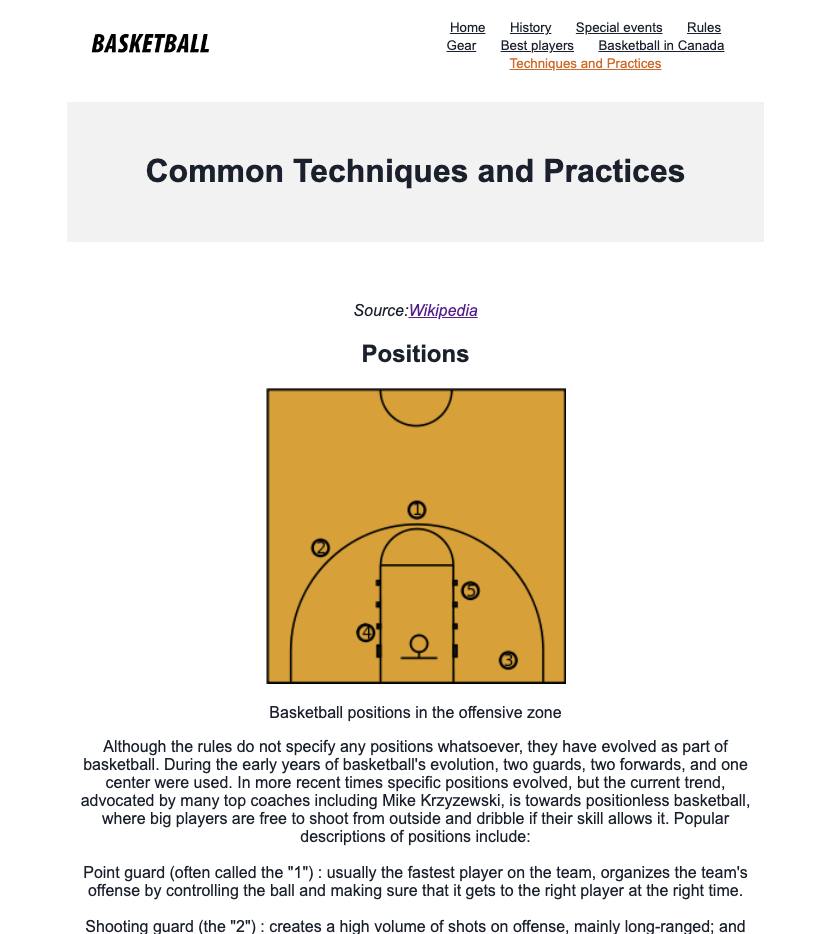 BASKETBALL
Home History Special events Rules
Gear Best players Basketball in Canada
Techniques and Practices
Common Techniques and Practices
Source:Wikipedia
Positions
1
2
5
4
3
Basketball positions in the offensive zone
Although the rules do not specify any positions whatsoever, they have evolved as part of
basketball. During the early years of basketball's evolution, two guards, two forwards, and one
center were used. In more recent times specific positions evolved, but the current trend,
advocated by many top coaches including Mike Krzyzewski, is towards positionless basketball,
where big players are free to shoot from outside and dribble if their skill allows it. Popular
descriptions of positions include:
Point guard (often called the "1") : usually the fastest player on the team, organizes the team's
offense by controlling the ball and making sure that it gets to the right player at the right time.
Shooting guard (the "2") : creates a high volume of shots on offense, mainly long-ranged; and